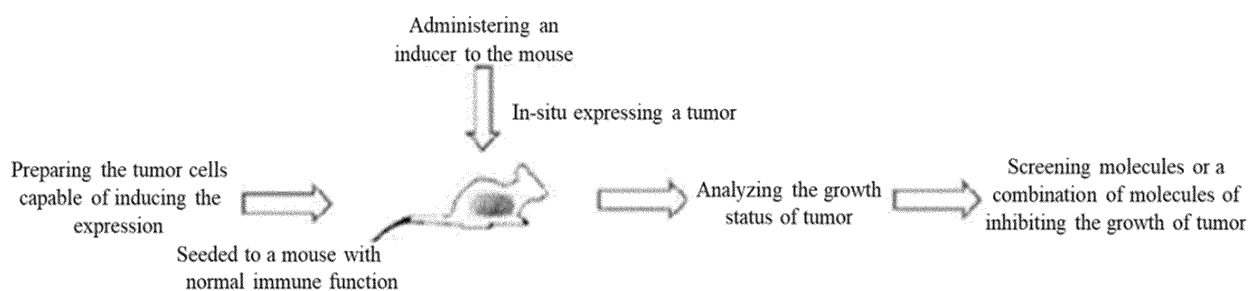 Administering an
inducer to the mouse
In-situ expressing a tumor
Preparing the tumor cells
capable of inducing the
expression
Seeded to a mouse with
normal immune function
Analyzing the growth
status of tumor
Screening molecules or a
combination of molecules of
inhibiting the growth of tumor